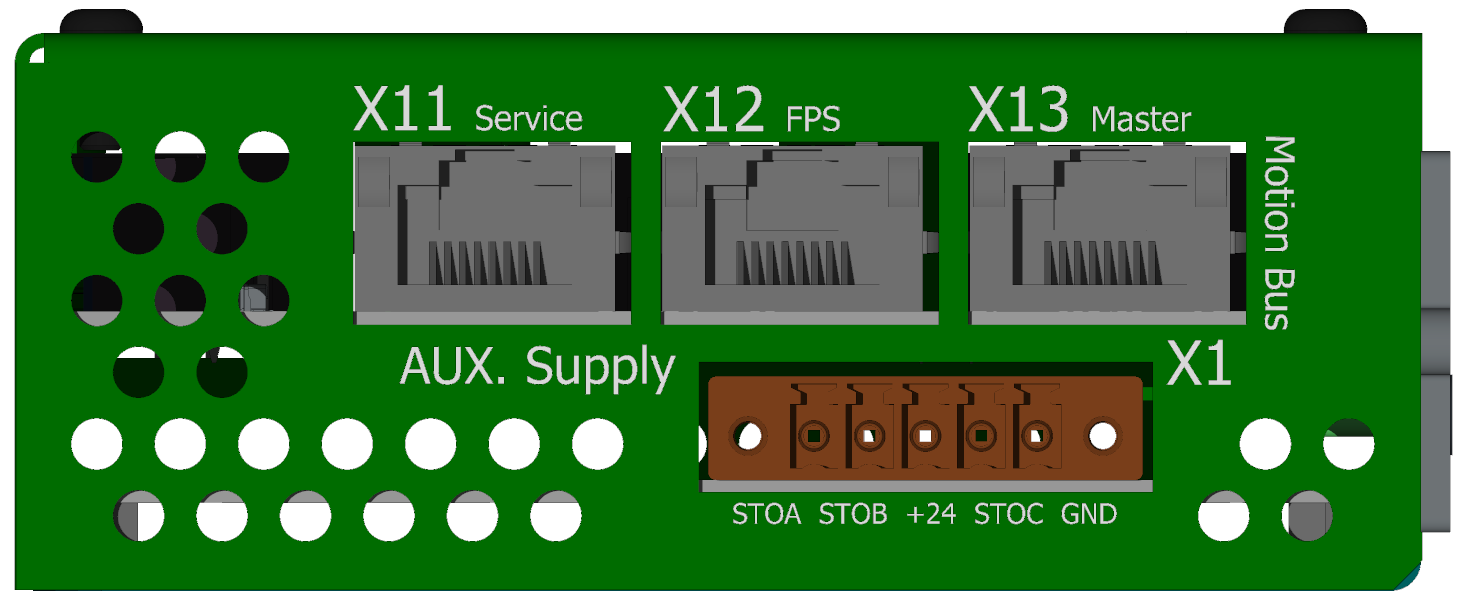 X11 Service
X12 FPS
X13 Master
Motion Bus
AUX. Supply
X1
STOA STOB +24 STOC GND